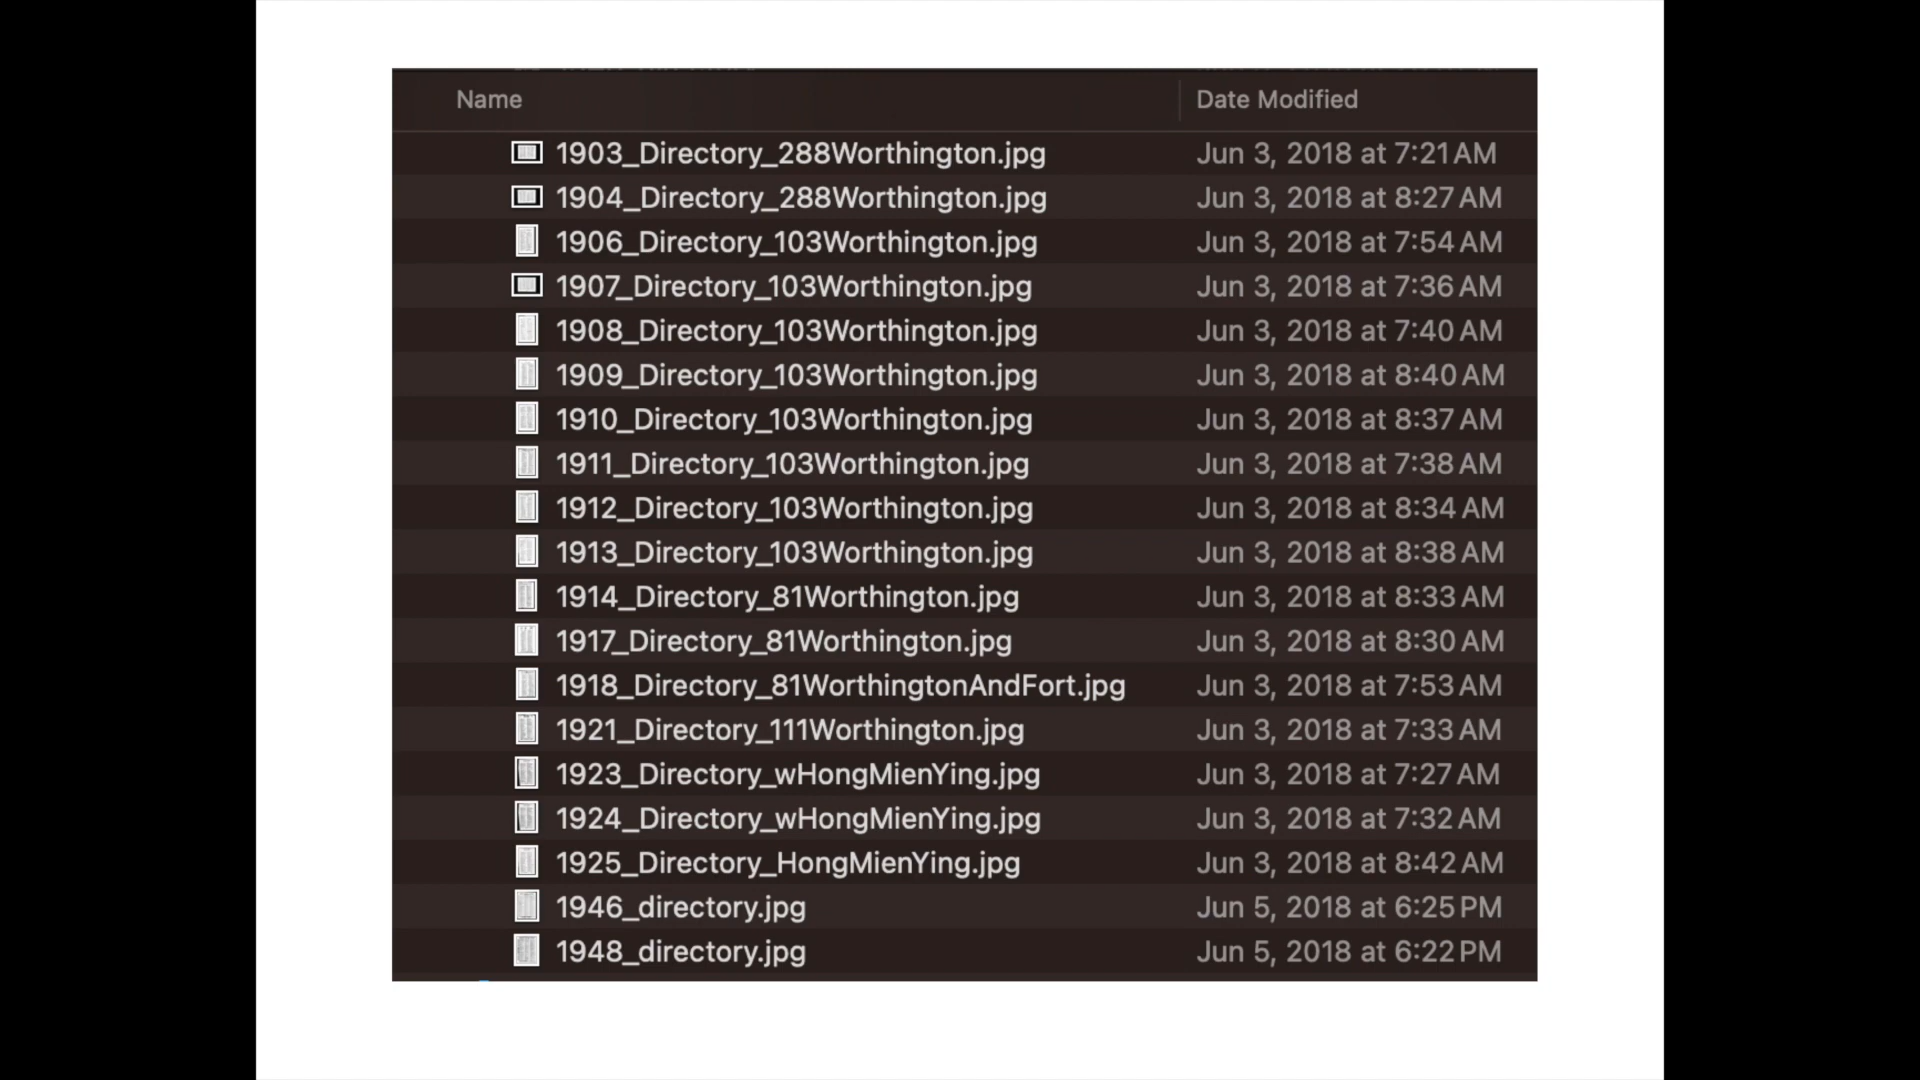 Name Date Modified
1903_Directory_288Worthington.jpg Jun 3, 2018 at 7:21 AM
1904_Directory_288Worthington.jpg Jun 3, 2018 at 8:27 AM
1906_Directory_103Worthington.jpg Jun 3, 2018 at 7:54 AM
1907_Directory_103Worthington.jpg Jun 3, 2018 at 7:36 AM
1908_Directory_103Worthington.jpg Jun 3, 2018 at 7:40 AM
1909_Directory_103Worthington.jpg Jun 3, 2018 at 8:40 AM
1910_Directory_103Worthington.jpg Jun 3, 2018 at 8:37 AM
1911_Directory_103Worthington.jpg Jun 3, 2018 at 7:38 AM
1912_Directory_103Worthington.jpg Jun 3, 2018 at 8:34 AM
1913_Directory_103Worthington.jpg Jun 3, 2018 at 8:38 AM
1914_Directory_81Worthington.jpg Jun 3, 2018 at 8:33 AM
1917_Directory_81Worthington.jpg Jun 3, 2018 at 8:30 AM
1918_Directory_81WorthingtonAndFort.jpg Jun 3, 2018 at 7:53 AM
1921_Directory_111Worthington.jpg Jun 3, 2018 at 7:33 AM
1923_Directory_wHongMienYing.jpg Jun 3, 2018 at 7:27 AM
1924_Directory_wHongMienYing.jpg Jun 3, 2018 at 7:32 AM
1925_Directory_HongMienYing.jpg Jun 3, 2018 at 8:42 AM
1946_directory.jpg Jun 5, 2018 at 6:25 PM
1948_directory.jpg Jun 5, 2018 at 6:22 PM